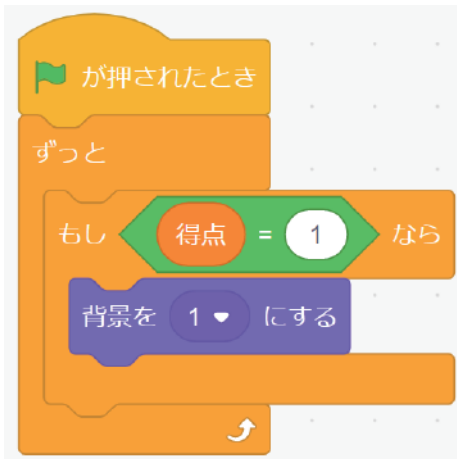 が押されたとき
ずっと
もし 得点 = 1 なら
背景を 1 にする